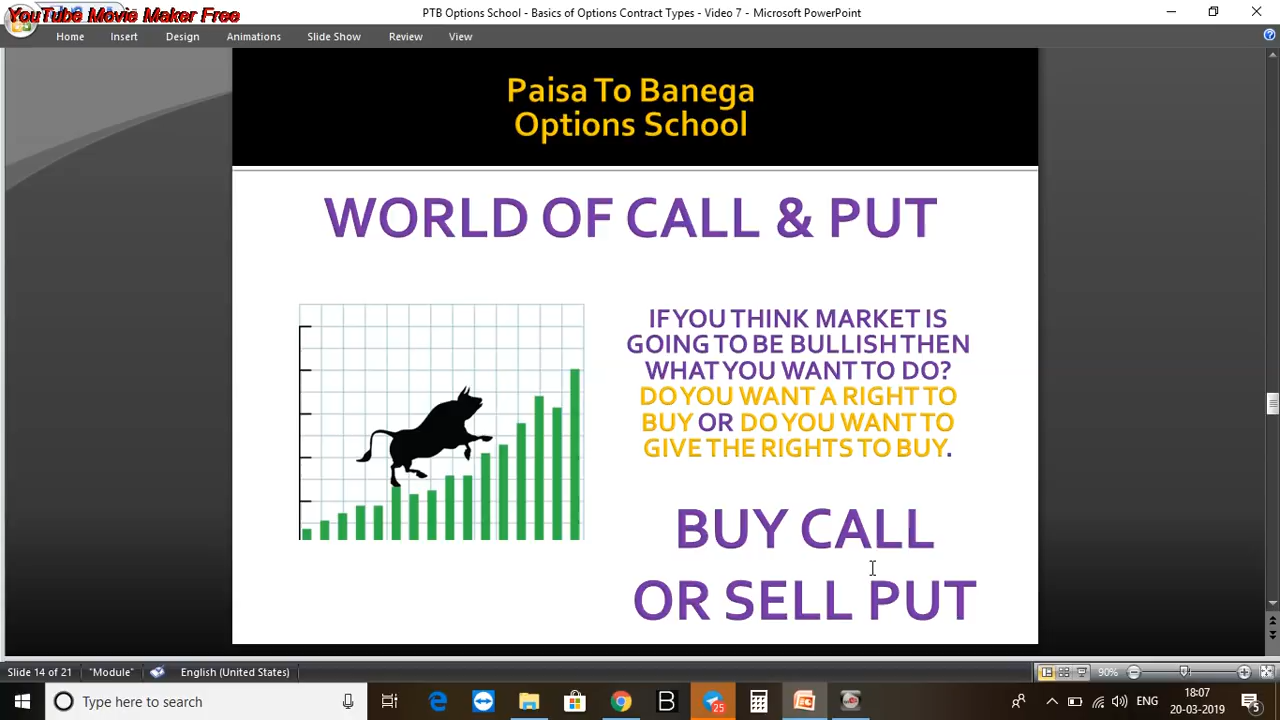 YouTube Movie Maker Free
PTB Options School - Basics of Options Contract Types - Video 7 - Microsoft PowerPoint
Home Insert Design Animations Slide Show Review View
Paisa To Banega
Options School
WORLD OF CALL & PUT
IF YOU THINK MARKET IS
GOING TO BE BULLISH THEN
WHAT YOU WANT TO DO?
DO YOU WANT A RIGHT TO
BUY OR DO YOU WANT TO
GIVE THE RIGHTS TO BUY.
BUY CALL
OR SELL PUT
Slide 14 of 21 "Module" English (United States) 90%
Type here to search
B
25
ENG
18:07
20-03-2019
5